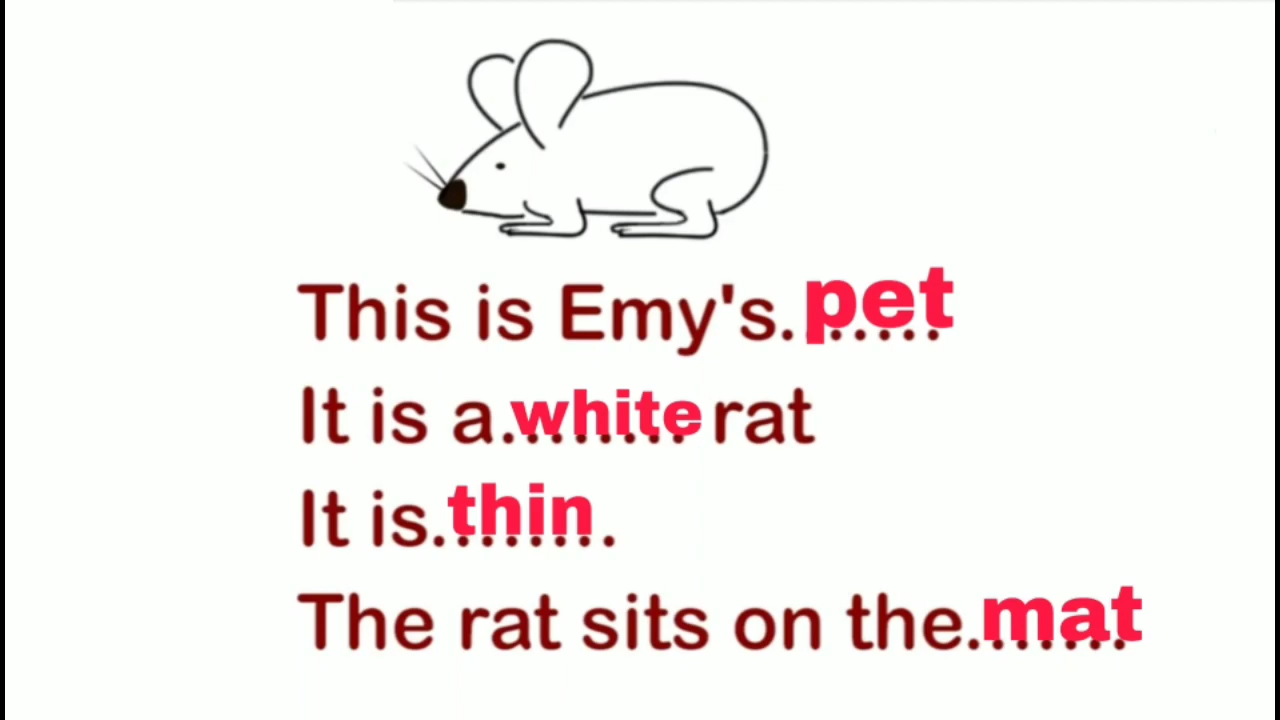 This is Emy's.pet.....
It is a.white rat
It is.thin.
The rat sits on the.mat